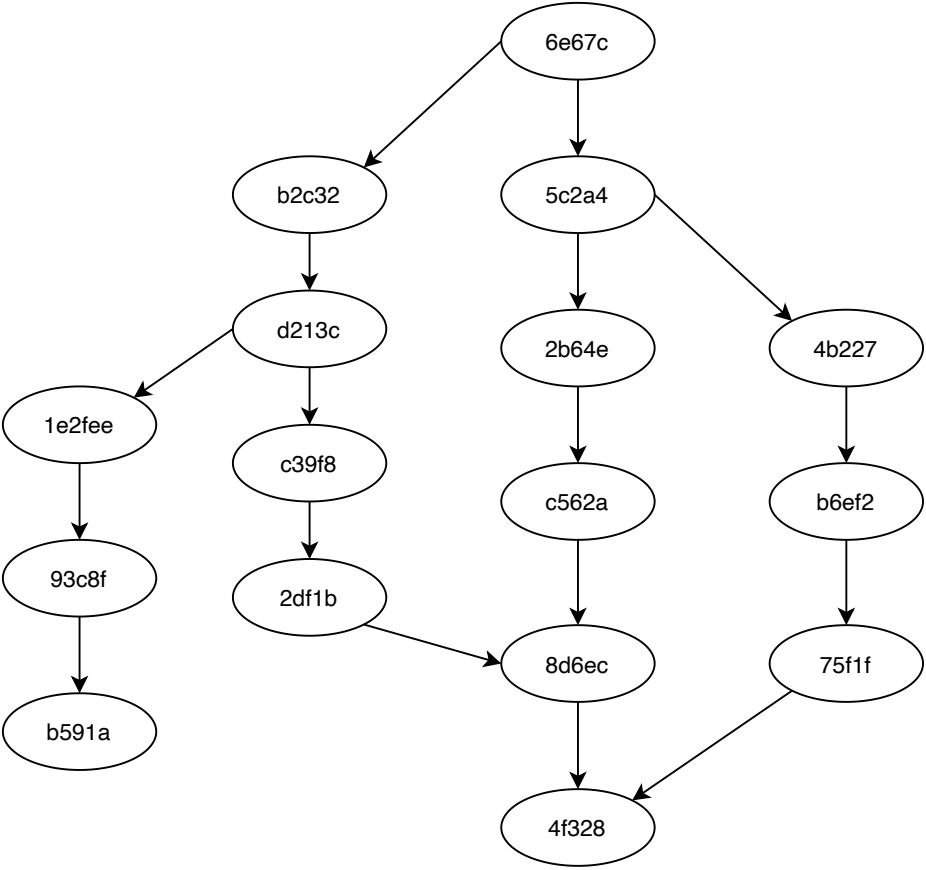 6e67c
b2c32
5c2a4
d213c
2b64e
4b227
1e2fee
c39f8
c562a
b6ef2
93c8f
2df1b
8d6ec
75f1f
b591a
4f328